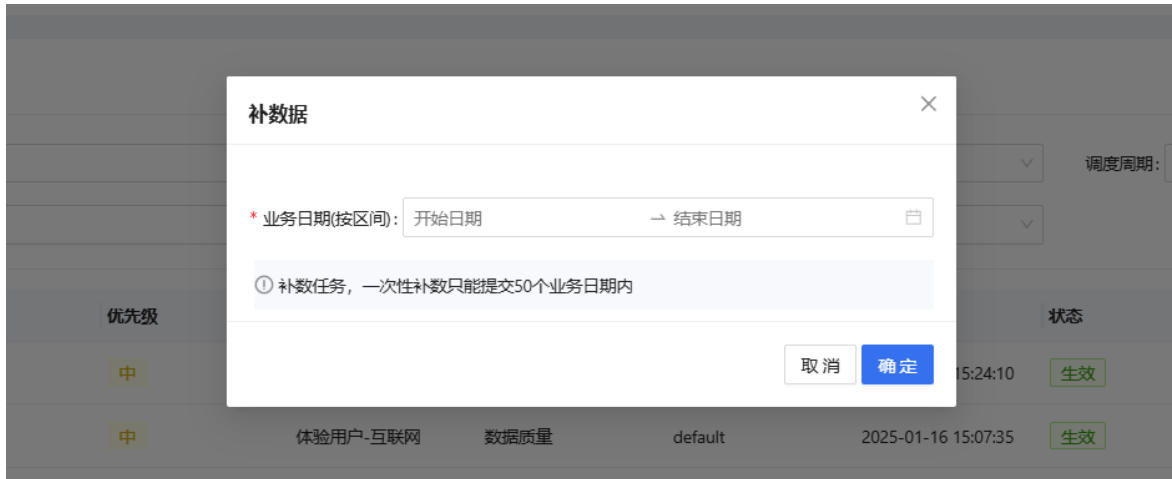 补数据
调度周期:
* 业务日期(按区间): 开始日期 → 结束日期
补数任务，一次性补数只能提交50个业务日期内
优先级 状态
取 消 确 定
中 15:24:10 生效
中 体验用户-互联网 数据质量 default 2025-01-16 15:07:35 生效